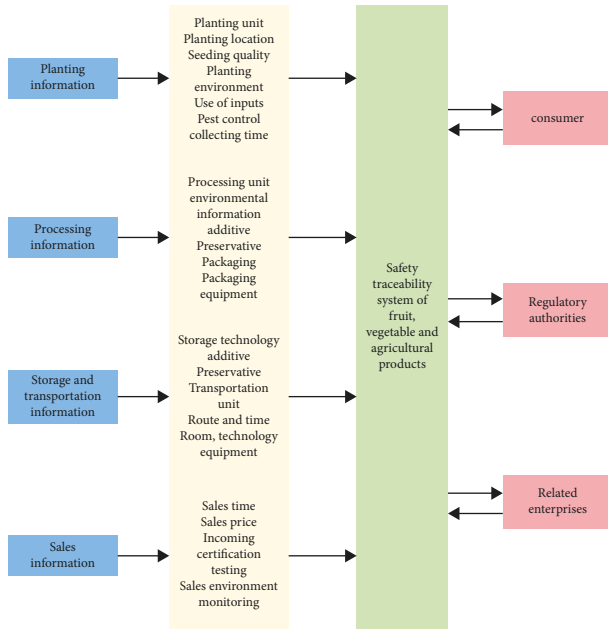 Planting
information
Planting unit
Planting location
Seeding quality
Planting
environment
Use of inputs
Pest control
collecting time
Processing
information
Processing unit
environmental
information
additive
Preservative
Packaging
Packaging
equipment
Storage and
transportation
information
Storage technology
additive
Preservative
Transportation
unit
Route and time
Room, technology
equipment
Sales
information
Sales time
Sales price
Incoming
certification
testing
Sales environment
monitoring
Safety
traceability
system of
fruit,
vegetable and
agricultural
products
consumer
Regulatory
authorities
Related
enterprises